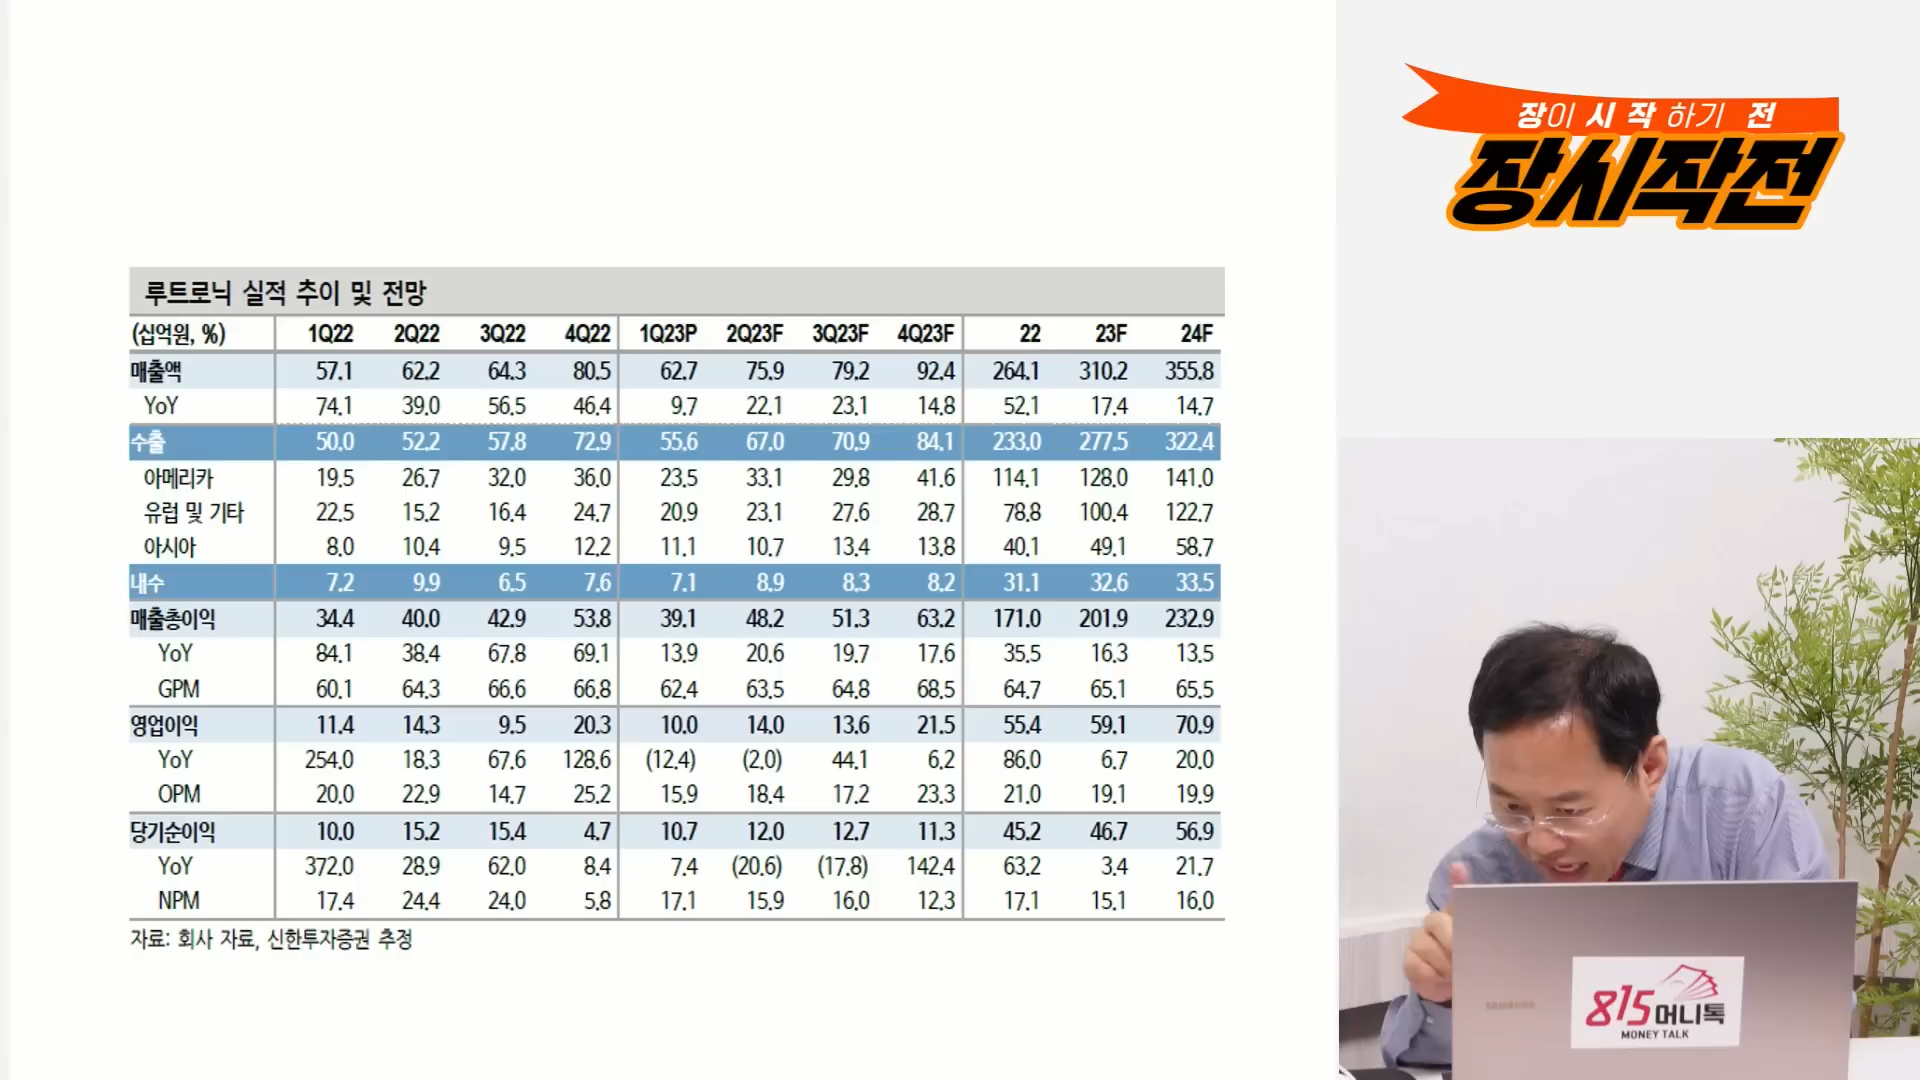 장이 시작하기 전
장시작전
루트로닉 실적 추이 및 전망
(십억원, %) 1Q22 2Q22 3Q22 4Q22 1Q23P 2Q23F 3Q23F 4Q23F 22 23F 24F
매출액 57.1 62.2 64.3 80.5 62.7 75.9 79.2 92.4 264.1 310.2 355.8
YoY 74.1 39.0 56.5 46.4 9.7 22.1 23.1 14.8 52.1 17.4 14.7
수출 50.0 52.2 57.8 72.9 55.6 67.0 70.9 84.1 233.0 277.5 322.4
아메리카 19.5 26.7 32.0 36.0 23.5 33.1 29.8 41.6 114.1 128.0 141.0
유럽 및 기타 22.5 15.2 16.4 24.7 20.9 23.1 27.6 28.7 78.8 100.4 122.7
아시아 8.0 10.4 9.5 12.2 11.1 10.7 13.4 13.8 40.1 49.1 58.7
내수 7.2 9.9 6.5 7.6 7.1 8.9 8.3 8.2 31.1 32.6 33.5
매출총이익 34.4 40.0 42.9 53.8 39.1 48.2 51.3 63.2 171.0 201.9 232.9
YoY 84.1 38.4 67.8 69.1 13.9 20.6 19.7 17.6 35.5 16.3 13.5
GPM 60.1 64.3 66.6 66.8 62.4 63.5 64.8 68.5 64.7 65.1 65.5
영업이익 11.4 14.3 9.5 20.3 10.0 14.0 13.6 21.5 55.4 59.1 70.9
YoY 254.0 18.3 67.6 128.6 (12.4) (2.0) 44.1 6.2 86.0 6.7 20.0
OPM 20.0 22.9 14.7 25.2 15.9 18.4 17.2 23.3 21.0 19.1 19.9
당기순이익 10.0 15.2 15.4 4.7 10.7 12.0 12.7 11.3 45.2 46.7 56.9
YoY 372.0 28.9 62.0 8.4 7.4 (20.6) (17.8) 142.4 63.2 3.4 21.7
NPM 17.4 24.4 24.0 5.8 17.1 15.9 16.0 12.3 17.1 15.1 16.0
자료: 회사 자료, 신한투자증권 추정
SAMSUNG
815머니톡
MONEY TALK